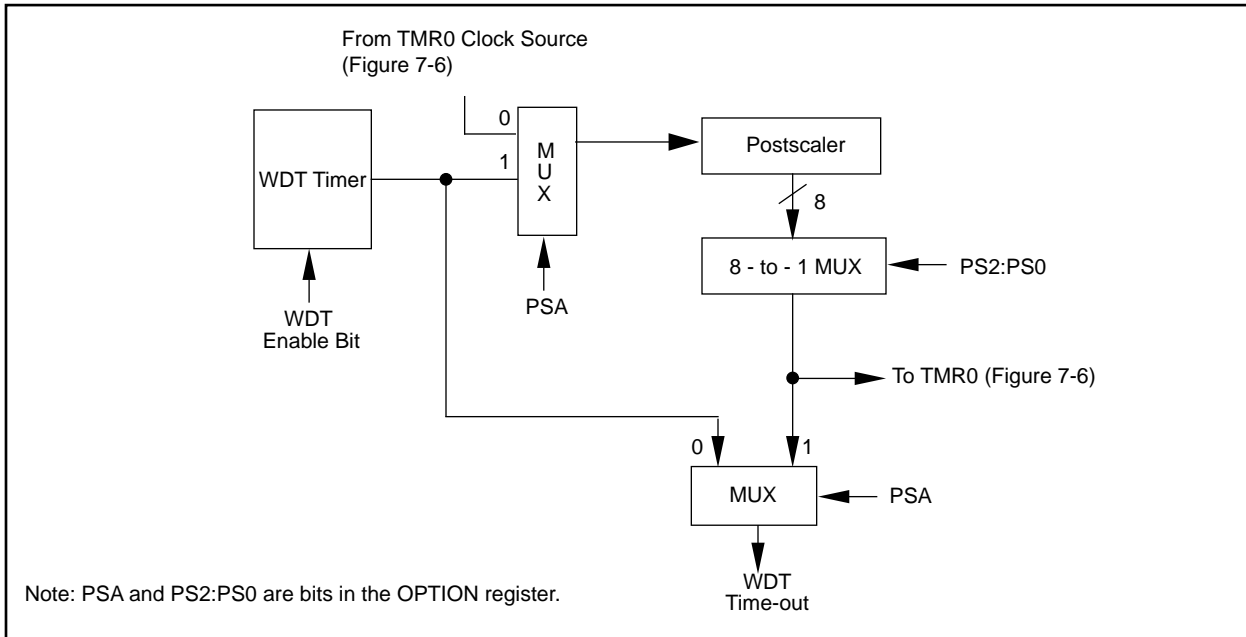 From TMR0 Clock Source
(Figure 7-6)
0
1
M
U
X
WDT Timer
Postscaler
8
8 - to - 1 MUX
PS2:PS0
PSA
WDT
Enable Bit
To TMR0 (Figure 7-6)
0
1
MUX
PSA
WDT
Time-out
Note: PSA and PS2:PS0 are bits in the OPTION register.